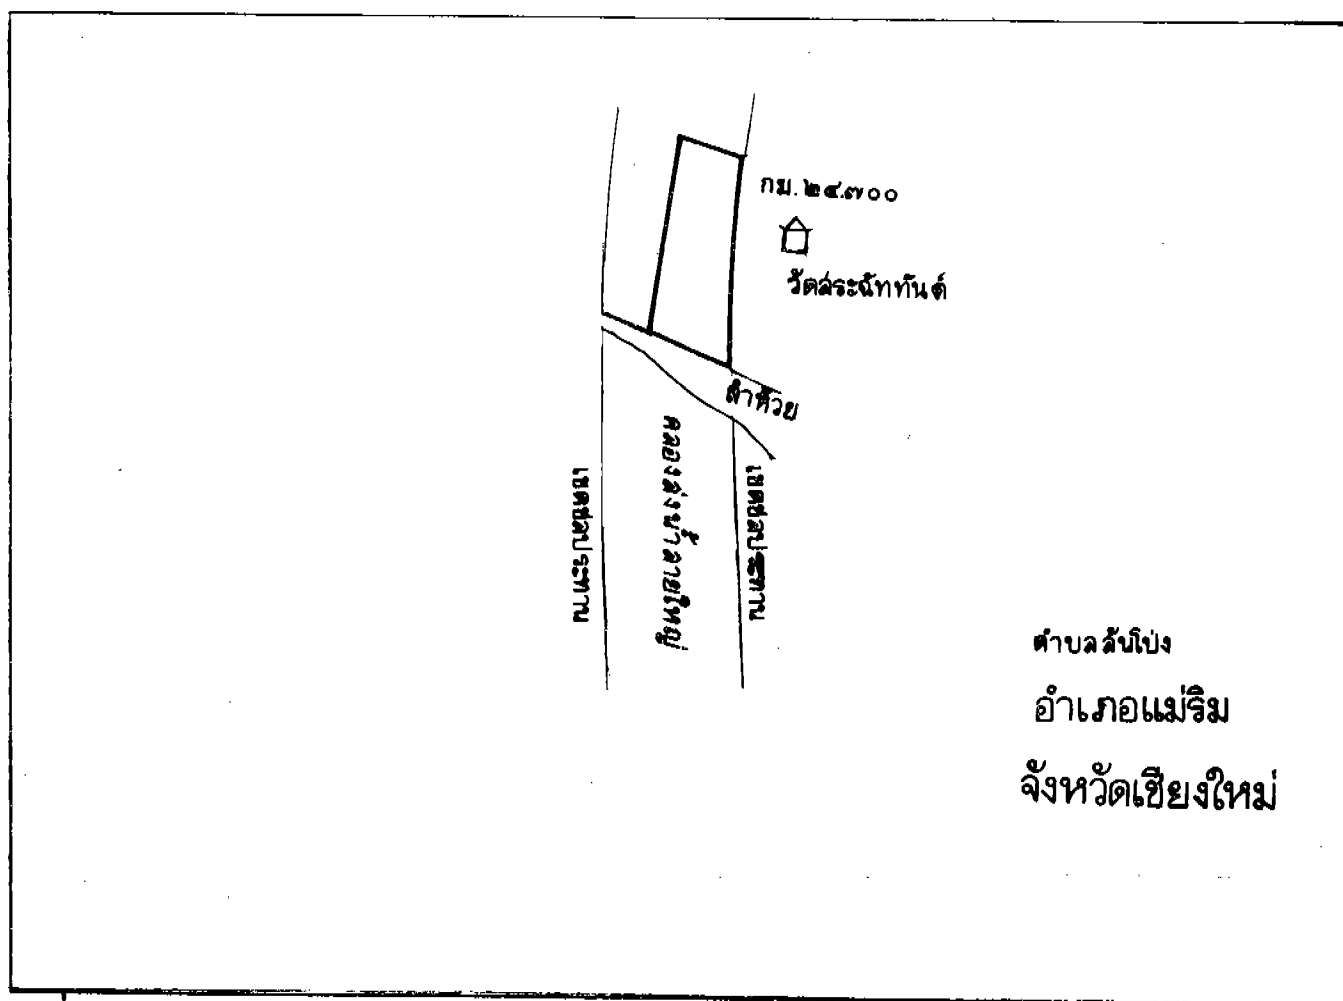 กม. ๒๔.๗๐๐
วัดสระฉัททันต์
ลำห้วย
เขตชลประทาน
คลองส่งน้ำสายใหญ่
เขตชลประทาน
ตำบลสันโป่ง
อำเภอแม่ริม
จังหวัดเชียงใหม่